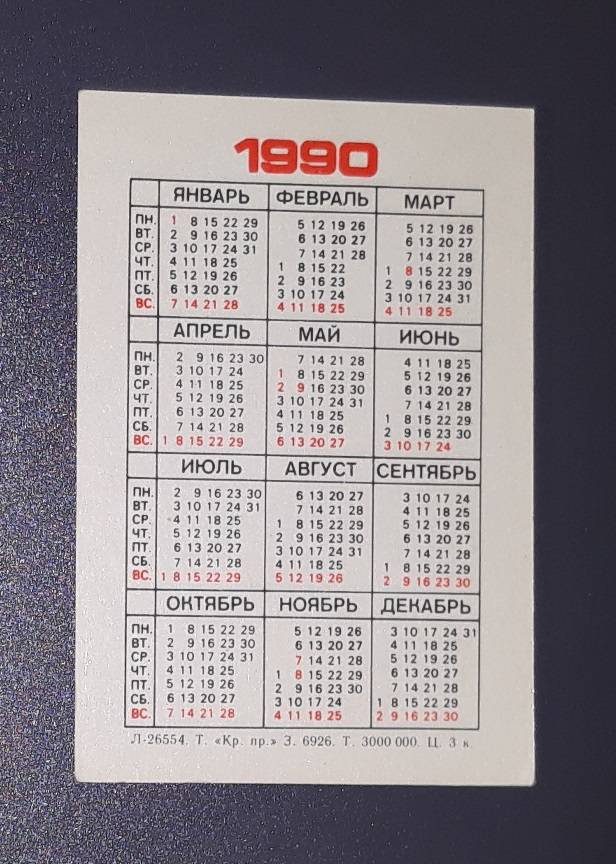 1990
ЯНВАРЬ ФЕВРАЛЬ МАРТ
ПН. 1 8 15 22 29 5 12 19 26 5 12 19 26
ВТ. 2 9 16 23 30 6 13 20 27 6 13 20 27
СР. 3 10 17 24 31 7 14 21 28 7 14 21 28
ЧТ. 4 11 18 25 1 8 15 22 1 8 15 22 29
ПТ. 5 12 19 26 2 9 16 23 2 9 16 23 30
СБ. 6 13 20 27 3 10 17 24 3 10 17 24 31
ВС. 7 14 21 28 4 11 18 25 4 11 18 25
АПРЕЛЬ МАЙ ИЮНЬ
ПН. 2 9 16 23 30 7 14 21 28 4 11 18 25
ВТ. 3 10 17 24 1 8 15 22 29 5 12 19 26
СР. 4 11 18 25 2 9 16 23 30 6 13 20 27
ЧТ. 5 12 19 26 3 10 17 24 31 7 14 21 28
ПТ. 6 13 20 27 4 11 18 25 1 8 15 22 29
СБ. 7 14 21 28 5 12 19 26 2 9 16 23 30
ВС. 1 8 15 22 29 6 13 20 27 3 10 17 24
ИЮЛЬ АВГУСТ СЕНТЯБРЬ
ПН. 2 9 16 23 30 6 13 20 27 3 10 17 24
ВТ. 3 10 17 24 31 7 14 21 28 4 11 18 25
СР. 4 11 18 25 1 8 15 22 29 5 12 19 26
ЧТ. 5 12 19 26 2 9 16 23 30 6 13 20 27
ПТ. 6 13 20 27 3 10 17 24 31 7 14 21 28
СБ. 7 14 21 28 4 11 18 25 1 8 15 22 29
ВС. 1 8 15 22 29 5 12 19 26 2 9 16 23 30
ОКТЯБРЬ НОЯБРЬ ДЕКАБРЬ
ПН. 1 8 15 22 29 5 12 19 26 3 10 17 24 31
ВТ. 2 9 16 23 30 6 13 20 27 4 11 18 25
СР. 3 10 17 24 31 7 14 21 28 5 12 19 26
ЧТ. 4 11 18 25 1 8 15 22 29 6 13 20 27
ПТ. 5 12 19 26 2 9 16 23 30 7 14 21 28
СБ. 6 13 20 27 3 10 17 24 1 8 15 22 29
ВС. 7 14 21 28 4 11 18 25 2 9 16 23 30
Л-26554. Т. «Кр. пр.» З. 6926. Т. 3000 000. Ц. 3 к.